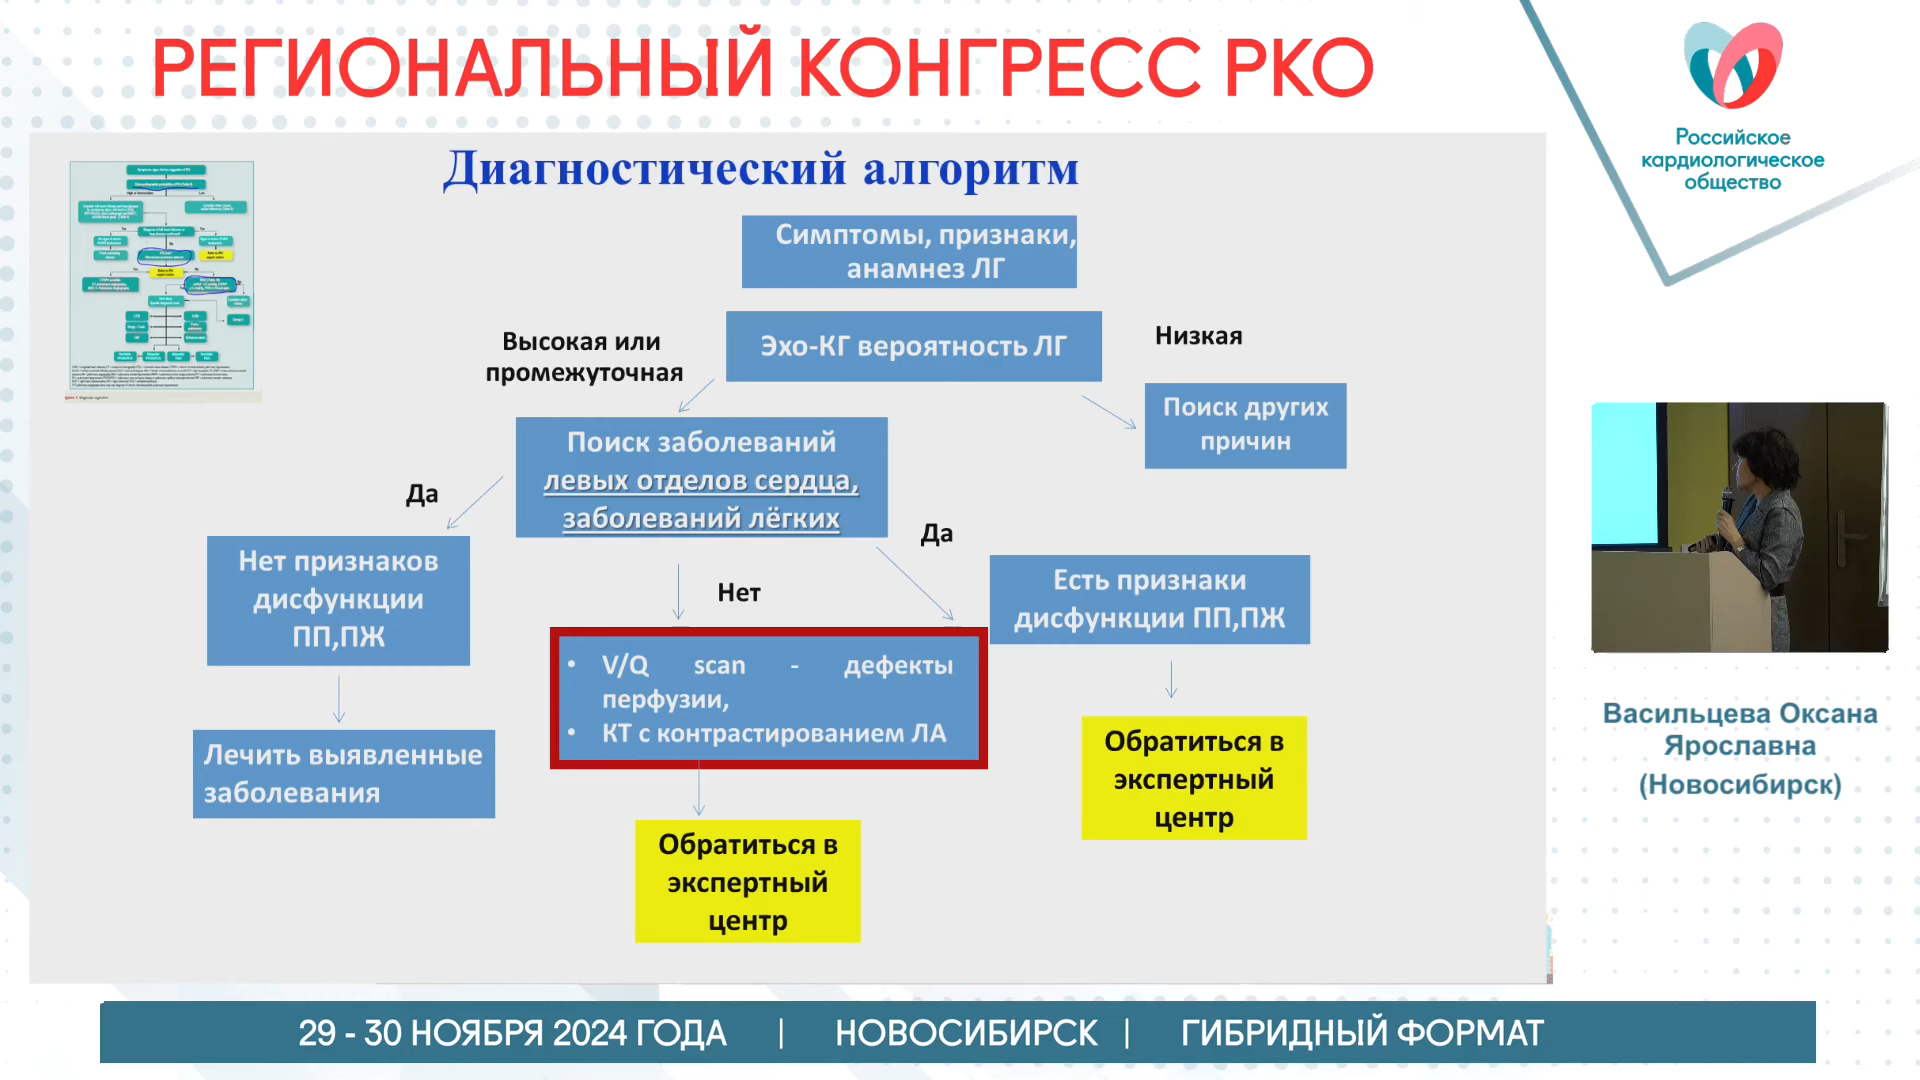 РЕГИОНАЛЬНЫЙ КОНГРЕСС РКО
Российское
кардиологическое
общество
Диагностический алгоритм
Симптомы, признаки,
анамнез ЛГ
Эхо-КГ вероятность ЛГ
Высокая или
промежуточная
Низкая
Поиск других
причин
Поиск заболеваний
левых отделов сердца,
заболеваний лёгких
Да
Да
Нет признаков
дисфункции
ПП,ПЖ
Нет
Есть признаки
дисфункции ПП,ПЖ
• V/Q scan - дефекты
перфузии,
• КТ с контрастированием ЛА
Лечить выявленные
заболевания
Обратиться в
экспертный
центр
Обратиться в
экспертный
центр
Васильцева Оксана
Ярославна
(Новосибирск)
29 - 30 НОЯБРЯ 2024 ГОДА | НОВОСИБИРСК | ГИБРИДНЫЙ ФОРМАТ